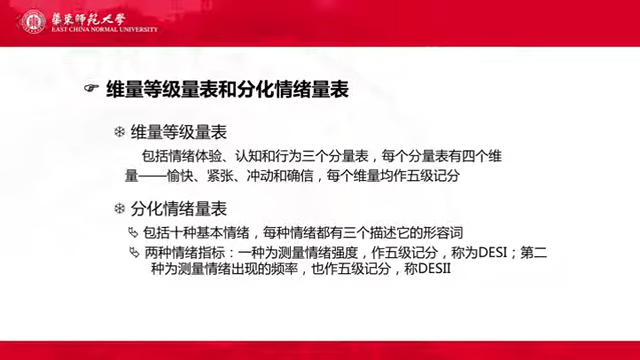 華東師範大學
EAST CHINA NORMAL UNIVERSITY
维量等级量表和分化情绪量表
维量等级量表
包括情绪体验、认知和行为三个分量表，每个分量表有四个维
量——愉快、紧张、冲动和确信，每个维量均作五级记分
分化情绪量表
包括十种基本情绪，每种情绪都有三个描述它的形容词
两种情绪指标：一种为测量情绪强度，作五级记分，称为DESI；第二
种为测量情绪出现的频率，也作五级记分，称DESII